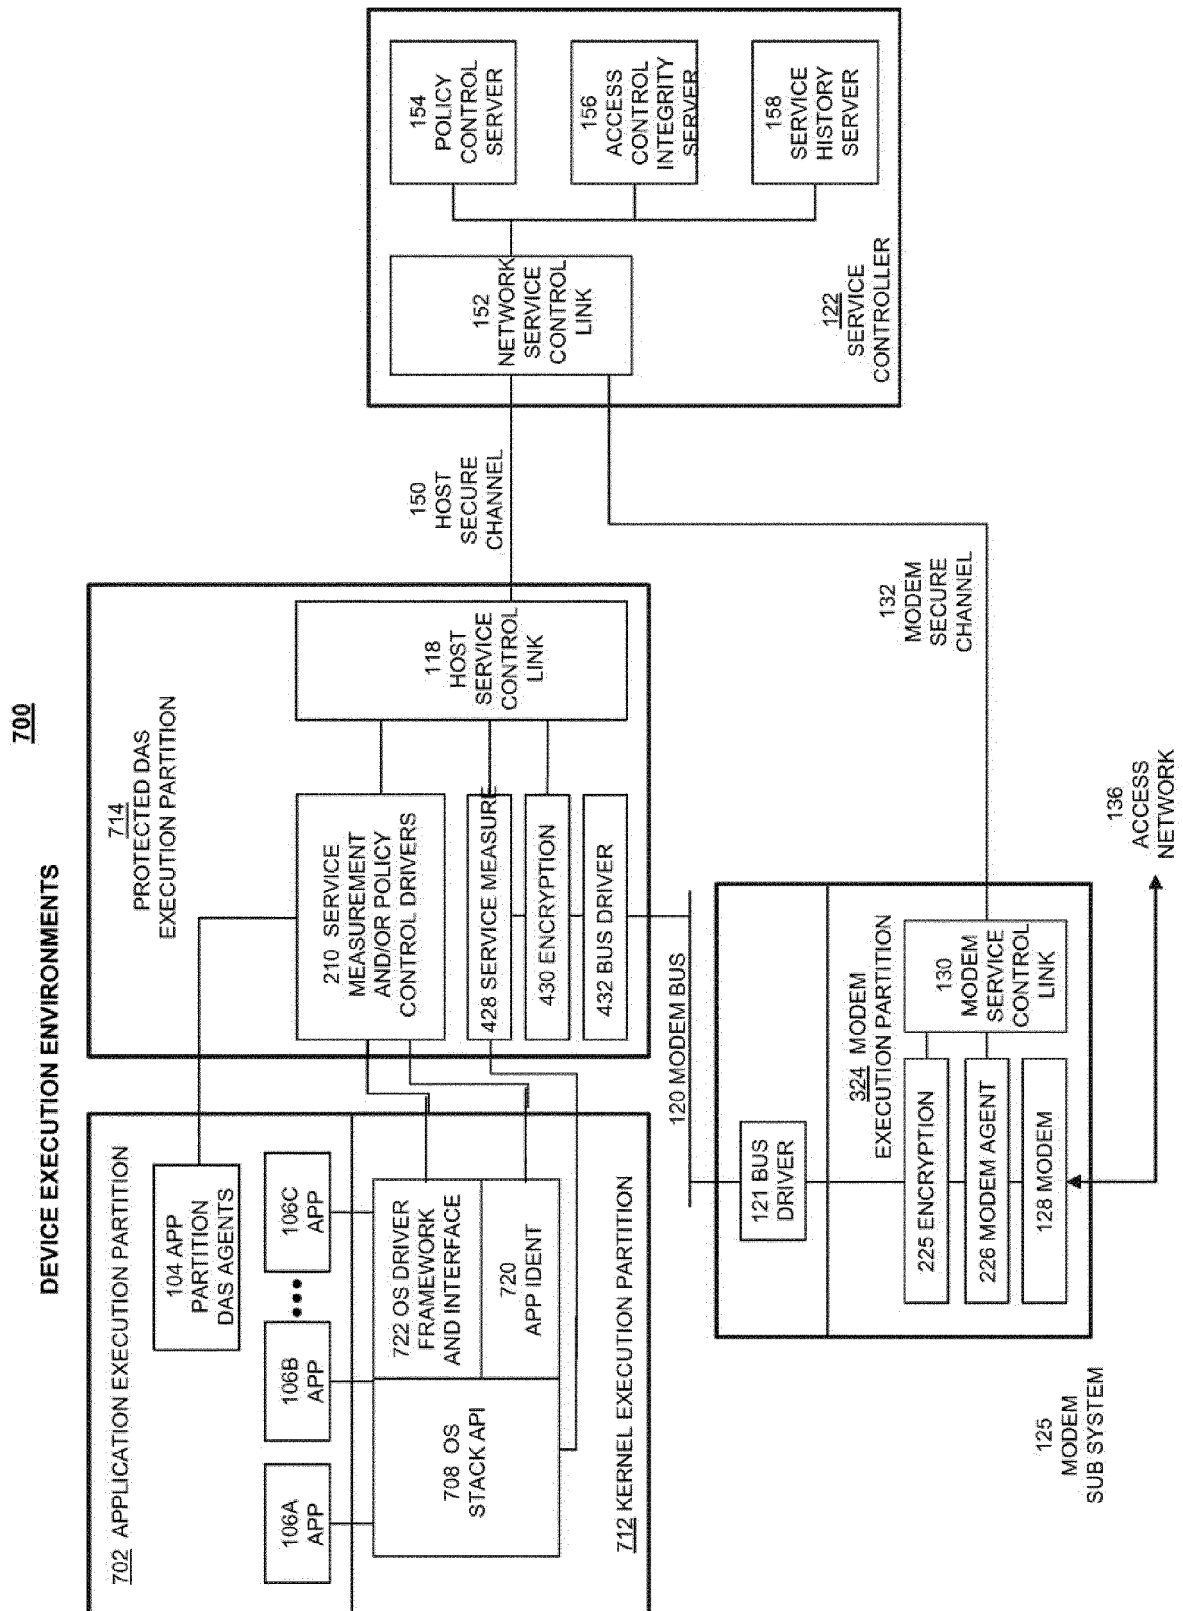 DEVICE EXECUTION ENVIRONMENTS
700
702 APPLICATION EXECUTION PARTITION
104 APP
PARTITION
DAS AGENTS
106A
APP
106B
APP
106C
APP
708 OS
STACK API
722 OS DRIVER
FRAMEWORK
AND INTERFACE
720
APP IDENT
712 KERNEL EXECUTION PARTITION
714
PROTECTED DAS
EXECUTION PARTITION
210 SERVICE
MEASUREMENT
AND/OR POLICY
CONTROL DRIVERS
428 SERVICE MEASURE
430 ENCRYPTION
432 BUS DRIVER
118
HOST
SERVICE
CONTROL
LINK
150
HOST
SECURE
CHANNEL
152
NETWORK
SERVICE
CONTROL
LINK
154
POLICY
CONTROL
SERVER
156
ACCESS
CONTROL
INTEGRITY
SERVER
158
SERVICE
HISTORY
SERVER
122
SERVICE
CONTROLLER
120 MODEM BUS
121 BUS
DRIVER
324 MODEM
EXECUTION PARTITION
225 ENCRYPTION
226 MODEM AGENT
128 MODEM
130
MODEM
SERVICE
CONTROL
LINK
132
MODEM
SECURE
CHANNEL
125
MODEM
SUB SYSTEM
136
ACCESS
NETWORK